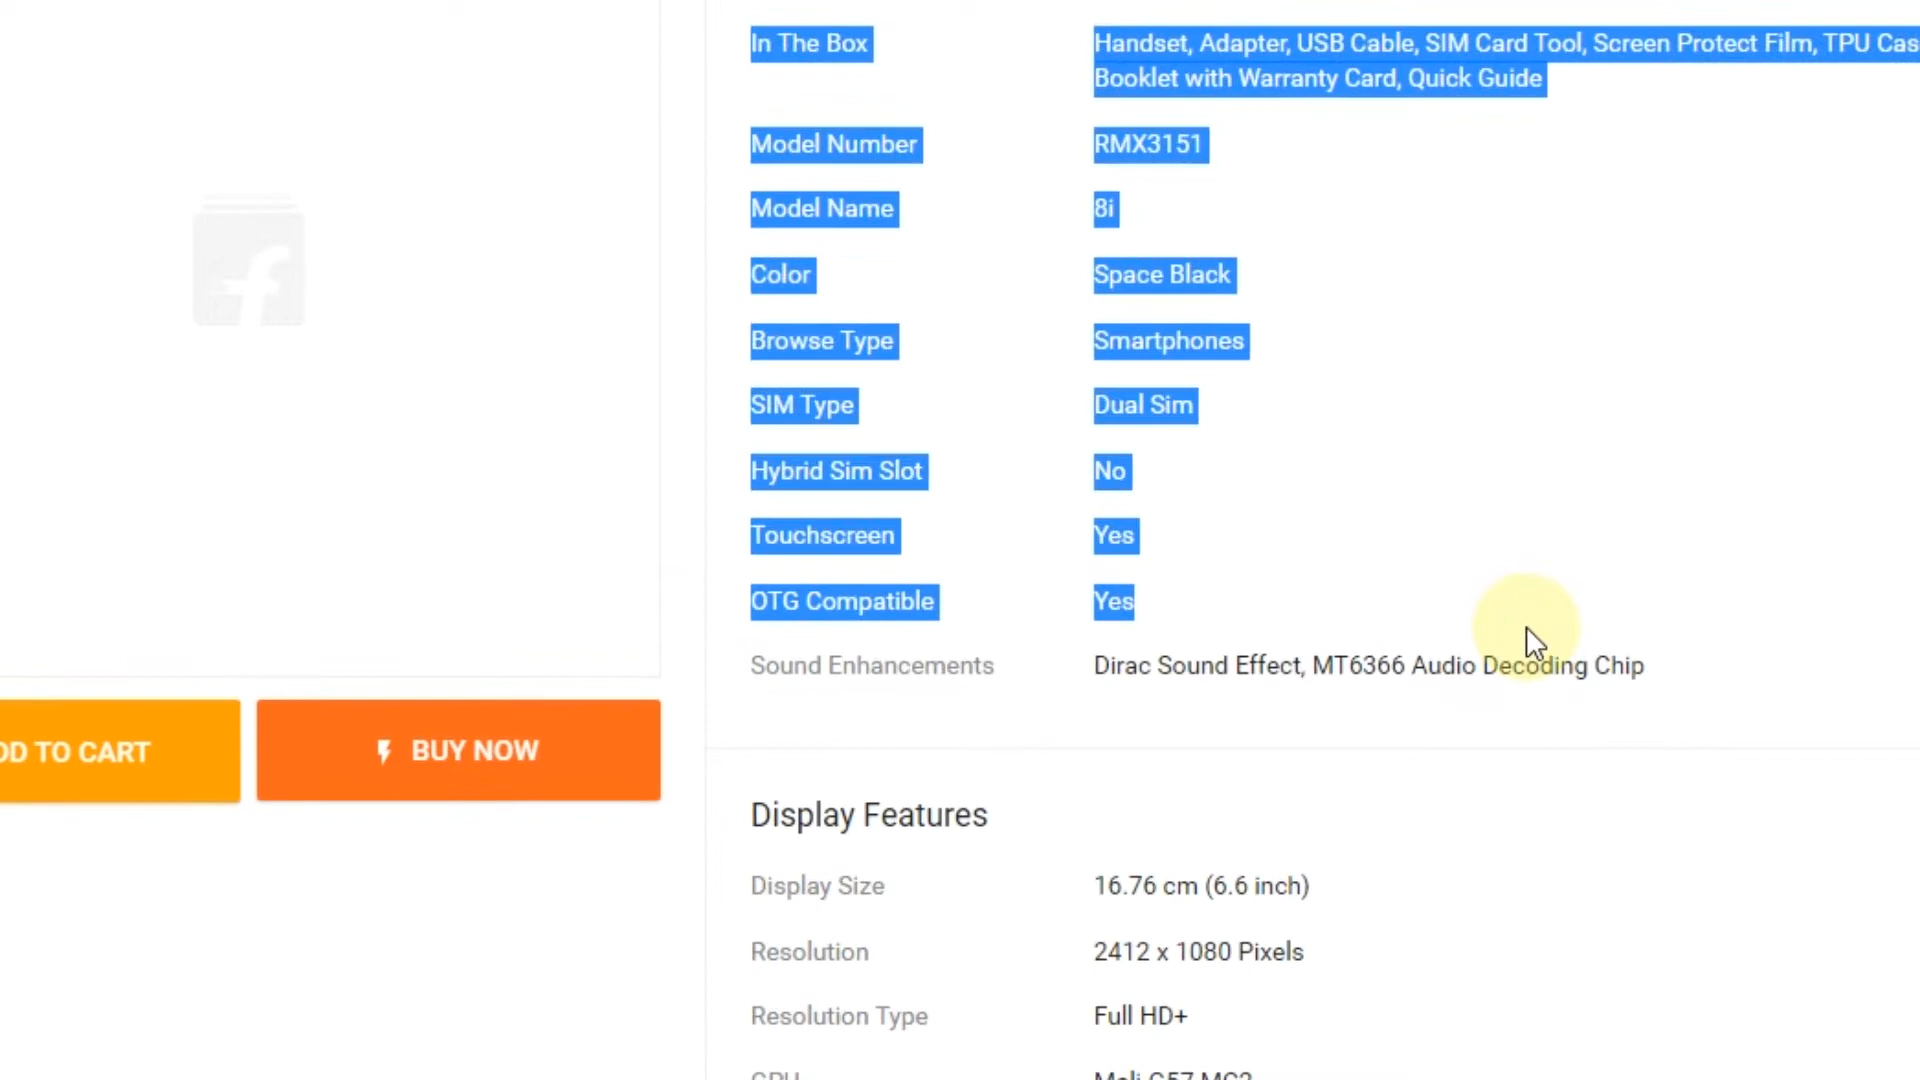 In The Box
Handset, Adapter, USB Cable, SIM Card Tool, Screen Protect Film, TPU
Booklet with Warranty Card, Quick Guide
Model Number RMX3151
Model Name 8i
Color Space Black
Browse Type Smartphones
SIM Type Dual Sim
Hybrid Sim Slot No
Touchscreen Yes
OTG Compatible Yes
Sound Enhancements Dirac Sound Effect, MT6366 Audio Decoding Chip
TO CART
BUY NOW
Display Features
Display Size 16.76 cm (6.6 inch)
Resolution 2412 x 1080 Pixels
Resolution Type Full HD+